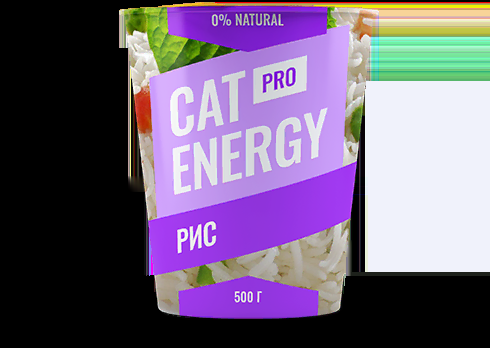 0% NATURAL
CAT PRO
ENERGY
РИС
500 Г